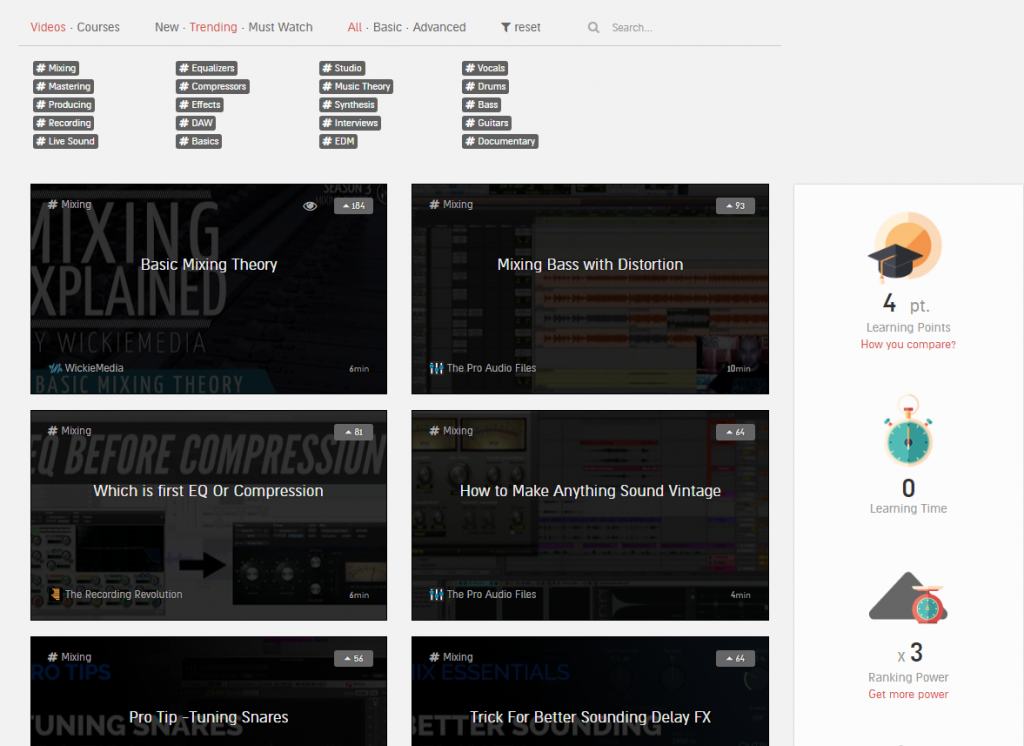 Videos · Courses New · Trending · Must Watch All · Basic · Advanced reset Search...
# Mixing # Equalizers # Studio # Vocals
# Mastering # Compressors # Music Theory # Drums
# Producing # Effects # Synthesis # Bass
# Recording # DAW # Interviews # Guitars
# Live Sound # Basics # EDM # Documentary
SEASON 3
# Mixing 184
MIXING
EXPLAINED
Basic Mixing Theory
Y WICKIEMEDIA
WickieMedia 6min
BASIC MIXING THEORY
# Mixing 93
Mixing Bass with Distortion
The Pro Audio Files 10min
# Mixing 81
EQ BEFORE COMPRESSION
Which is first EQ Or Compression
The Recording Revolution 6min
# Mixing 64
How to Make Anything Sound Vintage
The Pro Audio Files 4min
# Mixing 56
RO TIPS
Pro Tip -Tuning Snares
TUNING SNARES
# Mixing 64
MIX ESSENTIALS
Trick For Better Sounding Delay FX
BETTER SOUNDING
4 pt.
Learning Points
How you compare?
0
Learning Time
x 3
Ranking Power
Get more power